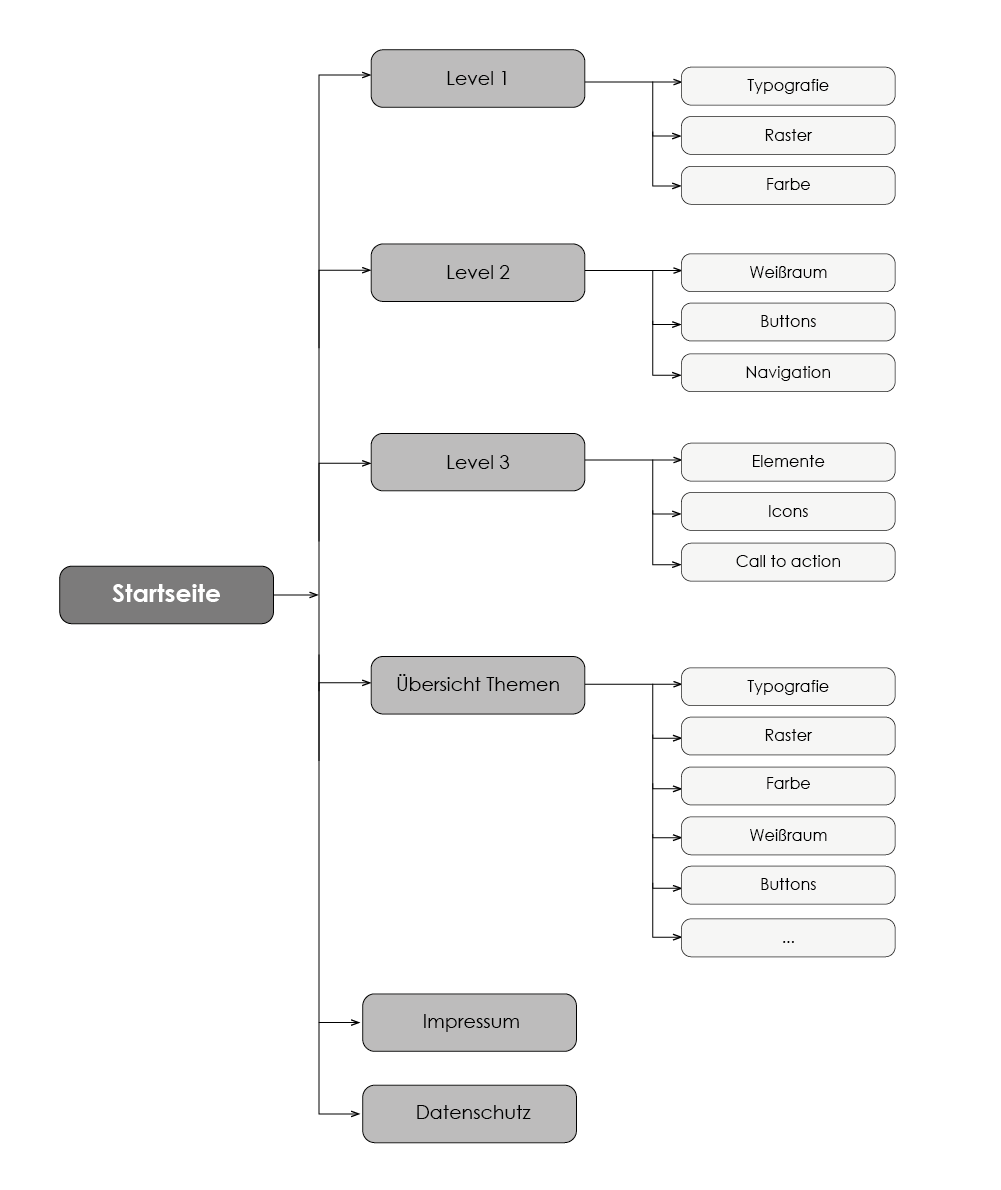 Startseite
Level 1
Typografie
Raster
Farbe
Level 2
Weißraum
Buttons
Navigation
Level 3
Elemente
Icons
Call to action
Übersicht Themen
Typografie
Raster
Farbe
Weißraum
Buttons
...
Impressum
Datenschutz